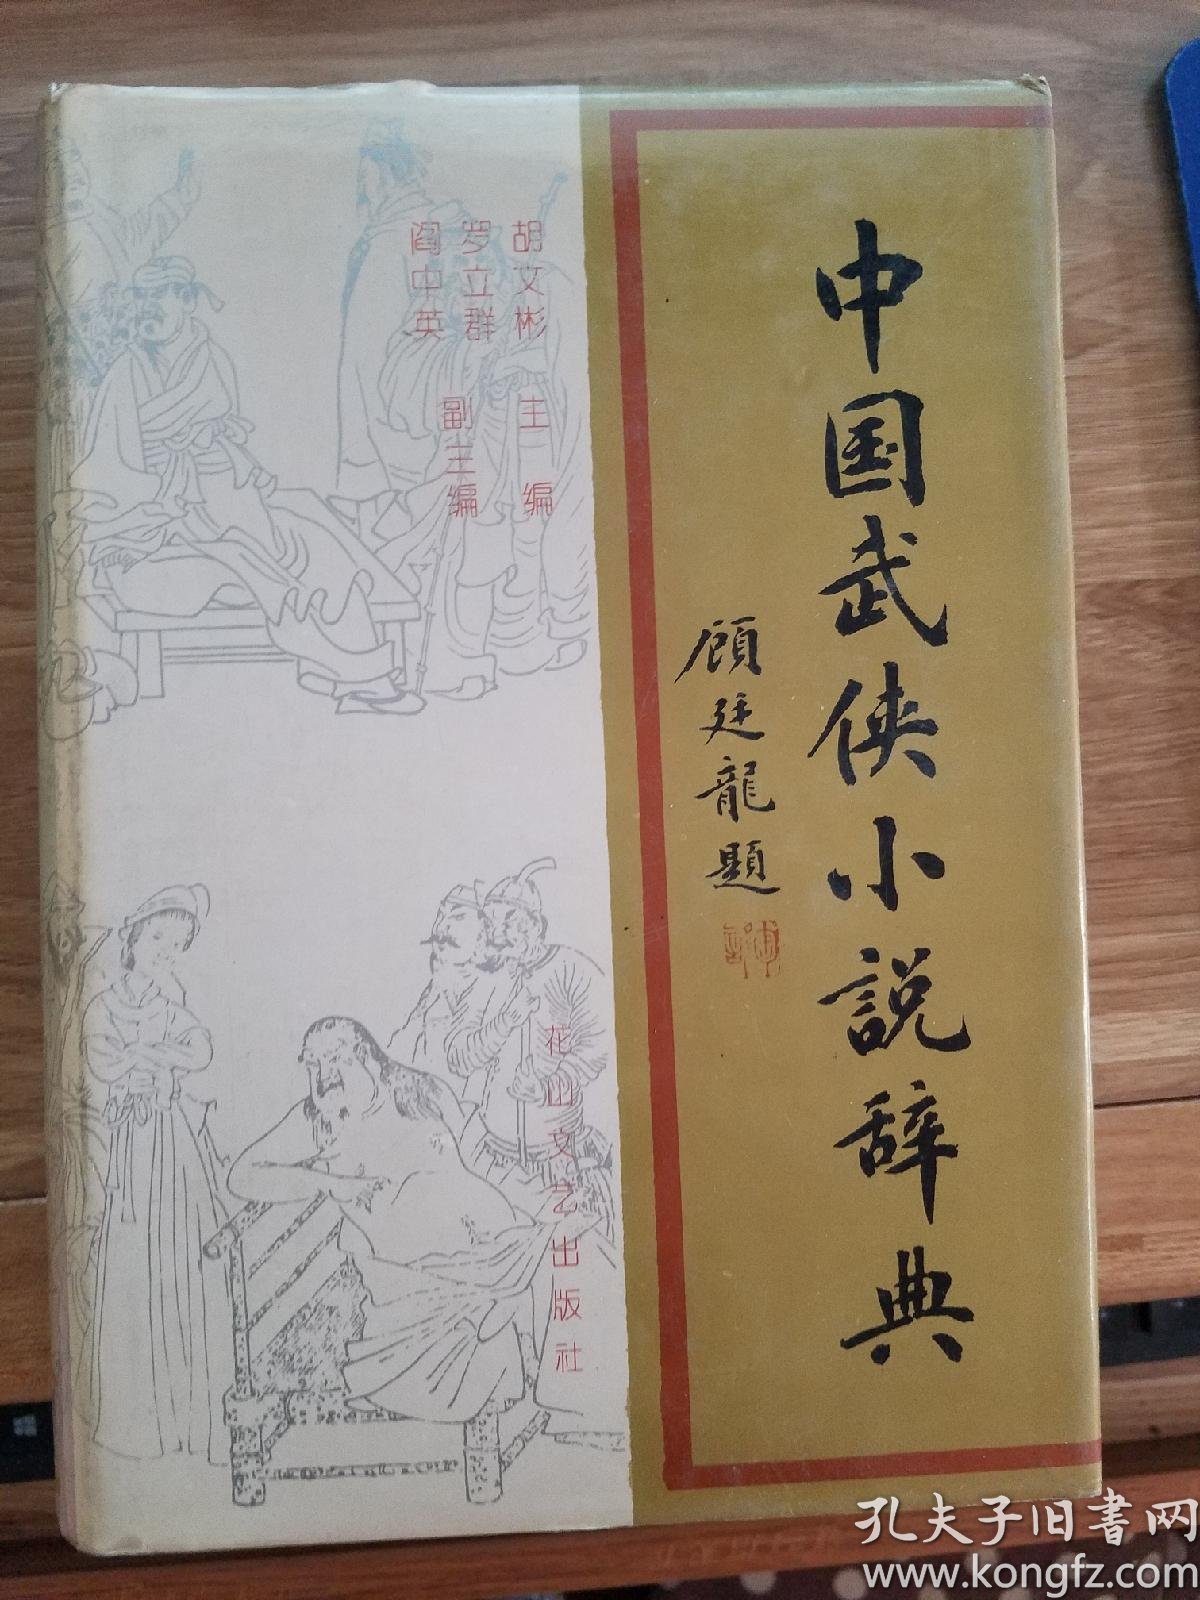 中国武侠小説辞典
顾廷龍題
胡文彬 主编
罗立群
阎中英
副主编
花山文艺出版社
孔夫子旧書网
www.kongfz.com